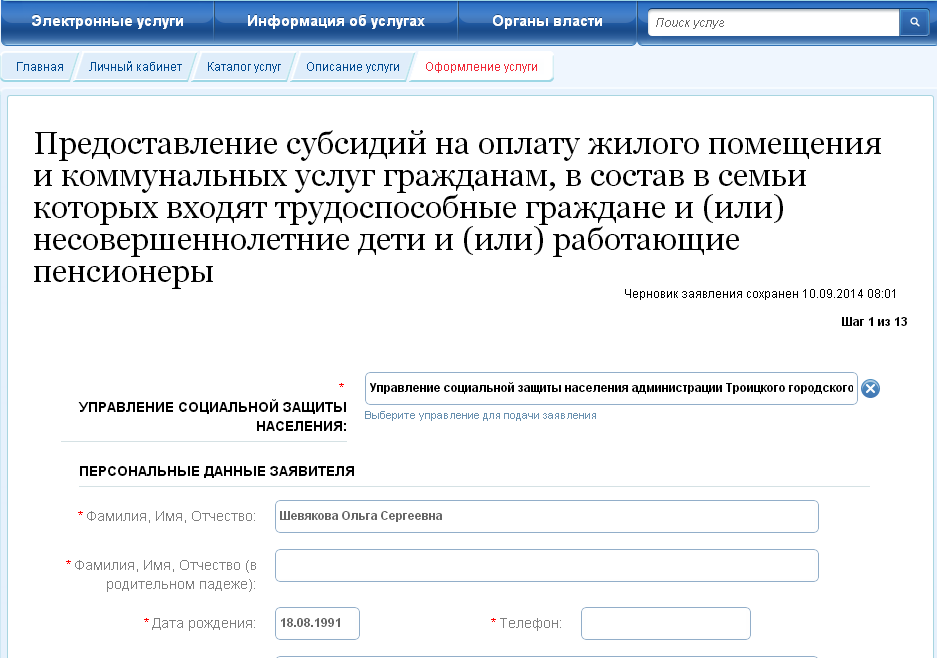 Электронные услуги Информация об услугах Органы власти Поиск услуг
Главная Личный кабинет Каталог услуг Описание услуги Оформление услуги
Предоставление субсидий на оплату жилого помещения
и коммунальных услуг гражданам, в состав в семьи
которых входят трудоспособные граждане и (или)
несовершеннолетние дети и (или) работающие
пенсионеры
Черновик заявления сохранен 10.09.2014 08:01
Шаг 1 из 13
*
УПРАВЛЕНИЕ СОЦИАЛЬНОЙ ЗАЩИТЫ
НАСЕЛЕНИЯ:
Управление социальной защиты населения администрации Троицкого городского
Выберите управление для подачи заявления
ПЕРСОНАЛЬНЫЕ ДАННЫЕ ЗАЯВИТЕЛЯ
* Фамилия, Имя, Отчество: Шевякова Ольга Сергеевна
* Фамилия, Имя, Отчество (в
родительном падеже):
* Дата рождения: 18.08.1991 * Телефон: